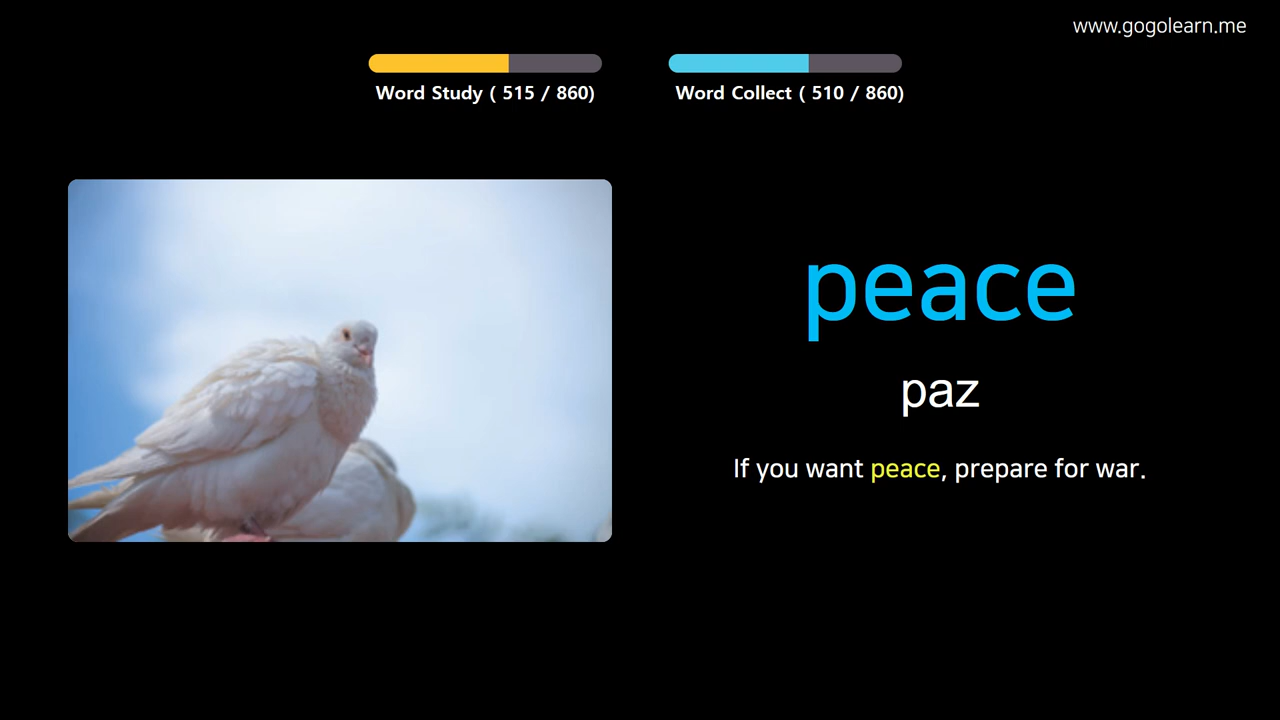 www.gogolearn.me
Word Study ( 515 / 860)
Word Collect ( 510 / 860)
peace
paz
If you want peace, prepare for war.